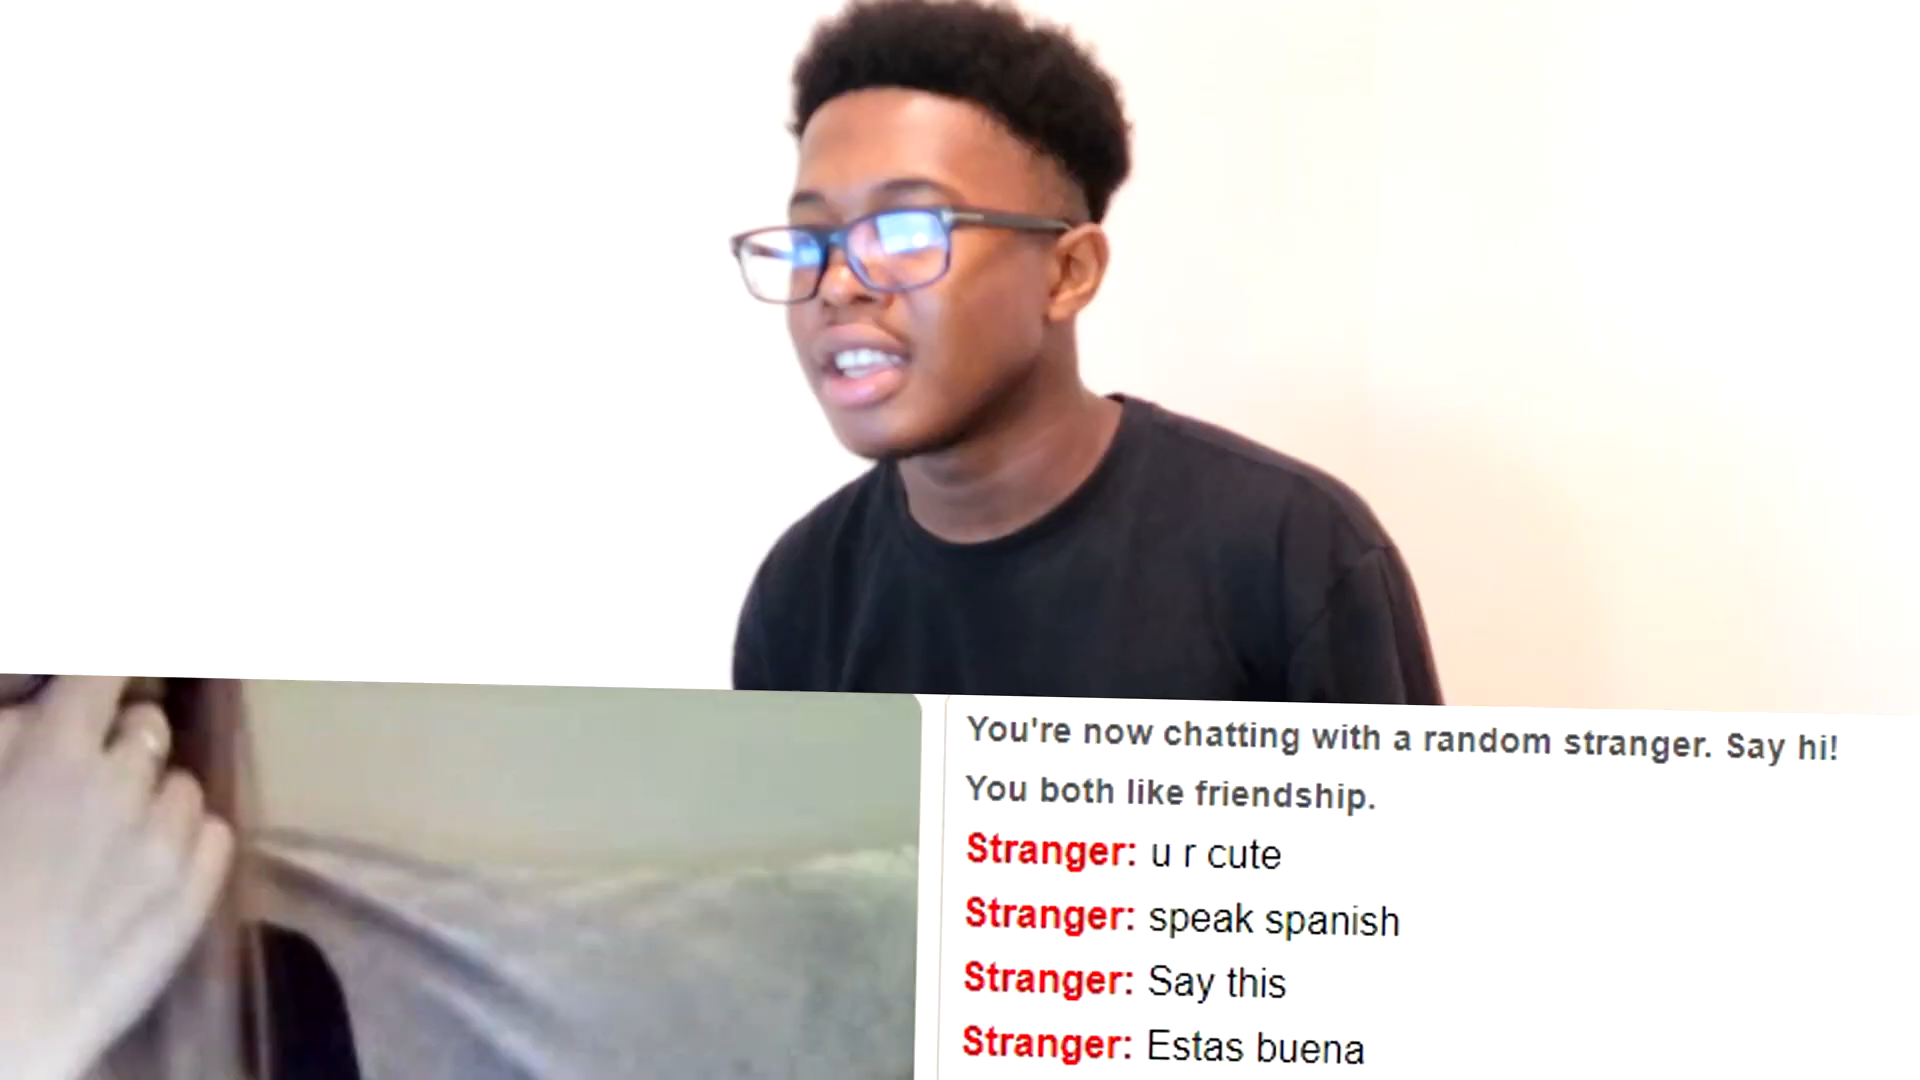 You're now chatting with a random stranger. Say hi!
You both like friendship.
Stranger: u r cute
Stranger: speak spanish
Stranger: Say this
Stranger: Estas buena